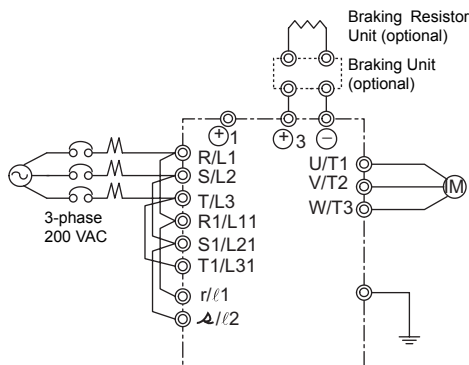 Braking Resistor
Unit (optional)
Braking Unit
(optional)
+1
+3
−
R/L1
S/L2
T/L3
R1/L11
S1/L21
T1/L31
r/ℓ1
s/ℓ2
U/T1
V/T2
W/T3
M
3-phase
200 VAC